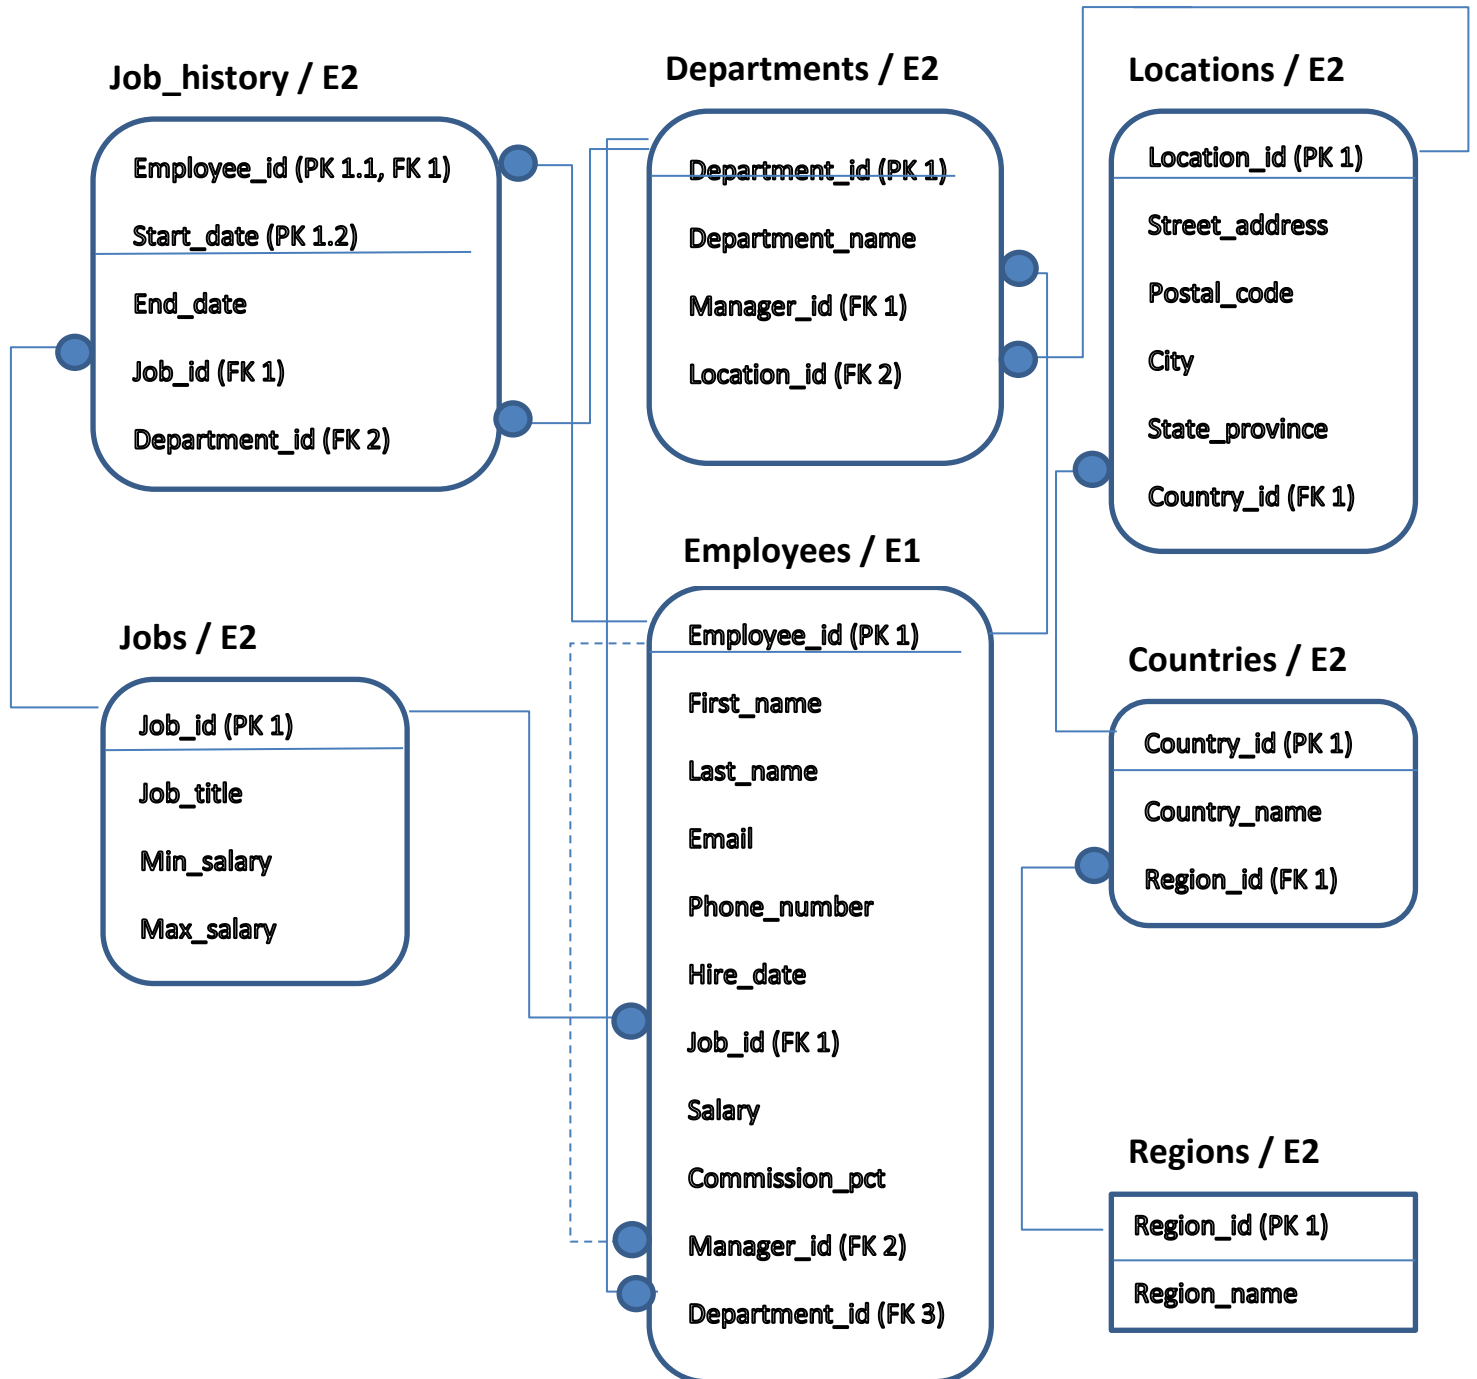 Job_history / E2
Employee_id (PK 1.1, FK 1)
Start_date (PK 1.2)
End_date
Job_id (FK 1)
Department_id (FK 2)
Departments / E2
Department_id (PK 1)
Department_name
Manager_id (FK 1)
Location_id (FK 2)
Locations / E2
Location_id (PK 1)
Street_address
Postal_code
City
State_province
Country_id (FK 1)
Jobs / E2
Job_id (PK 1)
Job_title
Min_salary
Max_salary
Employees / E1
Employee_id (PK 1)
First_name
Last_name
Email
Phone_number
Hire_date
Job_id (FK 1)
Salary
Commission_pct
Manager_id (FK 2)
Department_id (FK 3)
Countries / E2
Country_id (PK 1)
Country_name
Region_id (FK 1)
Regions / E2
Region_id (PK 1)
Region_name